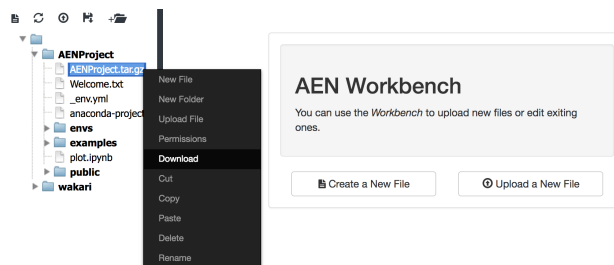 AENProject
AENProject.tar.gz
Welcome.txt
_env.yml
anaconda-project
envs
examples
plot.ipynb
public
wakari
New File
New Folder
Upload File
Permissions
Download
Cut
Copy
Paste
Delete
Rename
AEN Workbench
You can use the Workbench to upload new files or edit exiting
ones.
Create a New File
Upload a New File